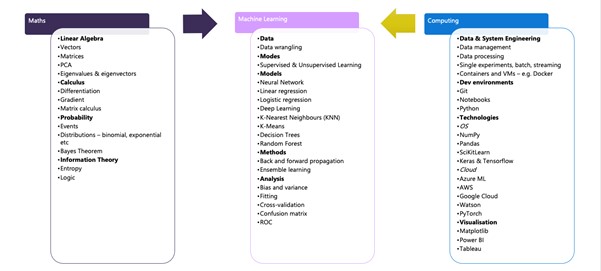 Maths
•Linear Algebra
•Vectors
•Matrices
•PCA
•Eigenvalues & eigenvectors
•Calculus
•Differentiation
•Gradient
•Matrix calculus
•Probability
•Events
•Distributions – binomial, exponential
etc
•Bayes Theorem
•Information Theory
•Entropy
•Logic
Machine Learning
•Data
•Data wrangling
•Modes
•Supervised & Unsupervised Learning
•Models
•Neural Network
•Linear regression
•Logistic regression
•Deep Learning
•K-Nearest Neighbours (KNN)
•K-Means
•Decision Trees
•Random Forest
•Methods
•Back and forward propagation
•Ensemble learning
•Analysis
•Bias and variance
•Fitting
•Cross-validation
•Confusion matrix
•ROC
Computing
•Data & System Engineering
•Data management
•Data processing
•Single experiments, batch, streaming
•Containers and VMs – e.g. Docker
•Dev environments
•Git
•Notebooks
•Python
•Technologies
•OS
•NumPy
•Pandas
•SciKitLearn
•Keras & Tensorflow
•Cloud
•Azure ML
•AWS
•Google Cloud
•Watson
•PyTorch
•Visualisation
•Matplotlib
•Power BI
•Tableau